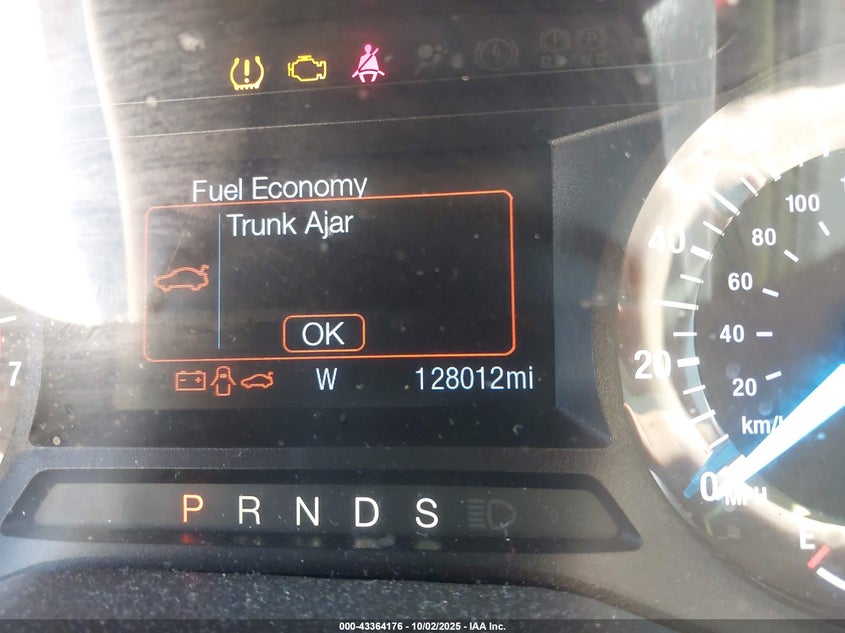 Fuel Economy
Trunk Ajar
OK
W 128012mi
P R N D S
7
100
80
60
40
20
km/
40
20
0
MPH
E
000-43364176 - 10/02/2025 - IAA Inc.